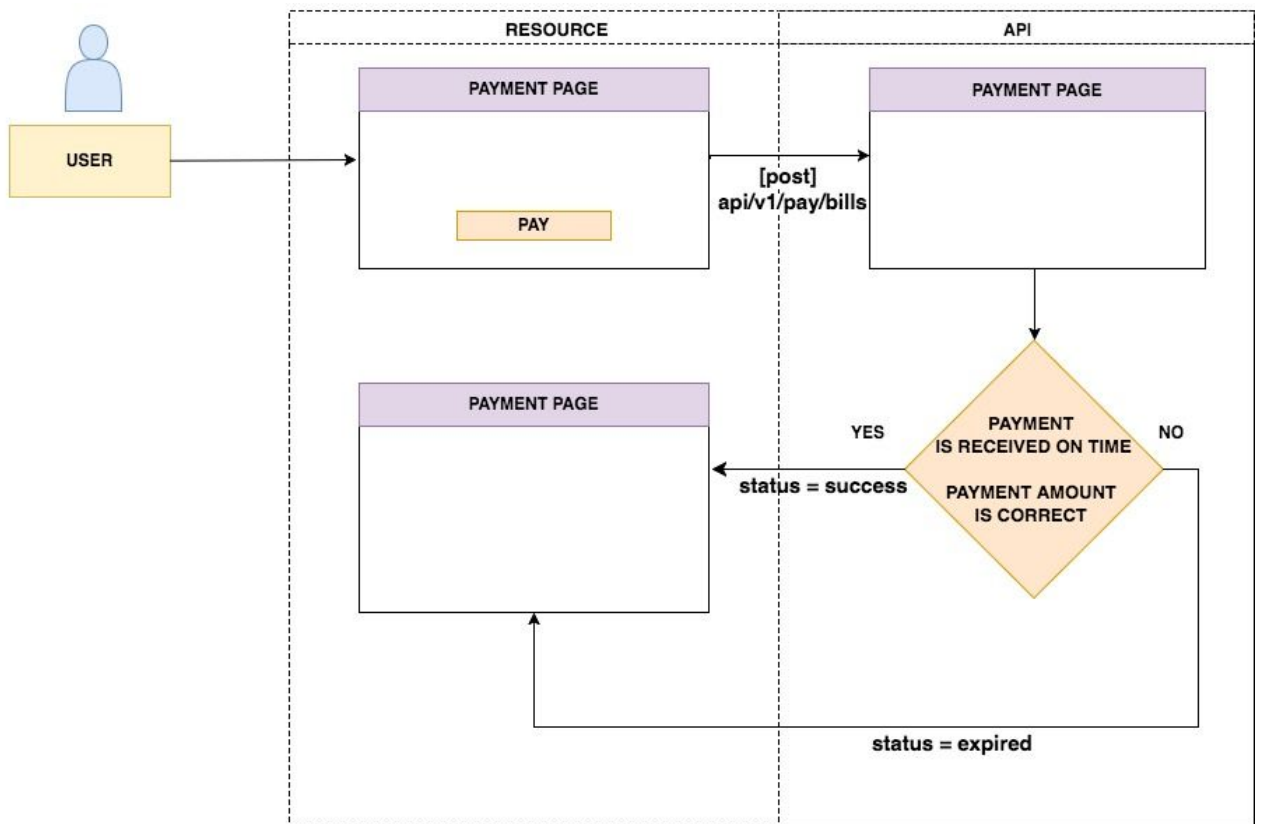 RESOURCE
API
PAYMENT PAGE
PAYMENT PAGE
USER
[post]
api/v1/pay/bills
PAY
PAYMENT PAGE
YES
PAYMENT
IS RECEIVED ON TIME
PAYMENT AMOUNT
IS CORRECT
NO
status = success
status = expired